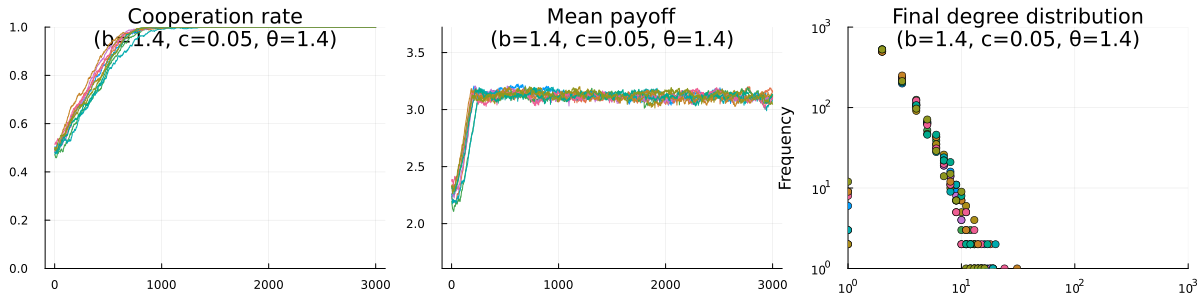 Cooperation rate
(b=1.4, c=0.05, θ=1.4)
1.0
0.8
0.6
0.4
0.2
0.0
0 1000 2000 3000
Mean payoff
(b=1.4, c=0.05, θ=1.4)
3.5
3.0
2.5
2.0
0 1000 2000 3000
Final degree distribution
(b=1.4, c=0.05, θ=1.4)
Frequency
10³
10²
10¹
10⁰
10⁰ 10¹ 10² 10³